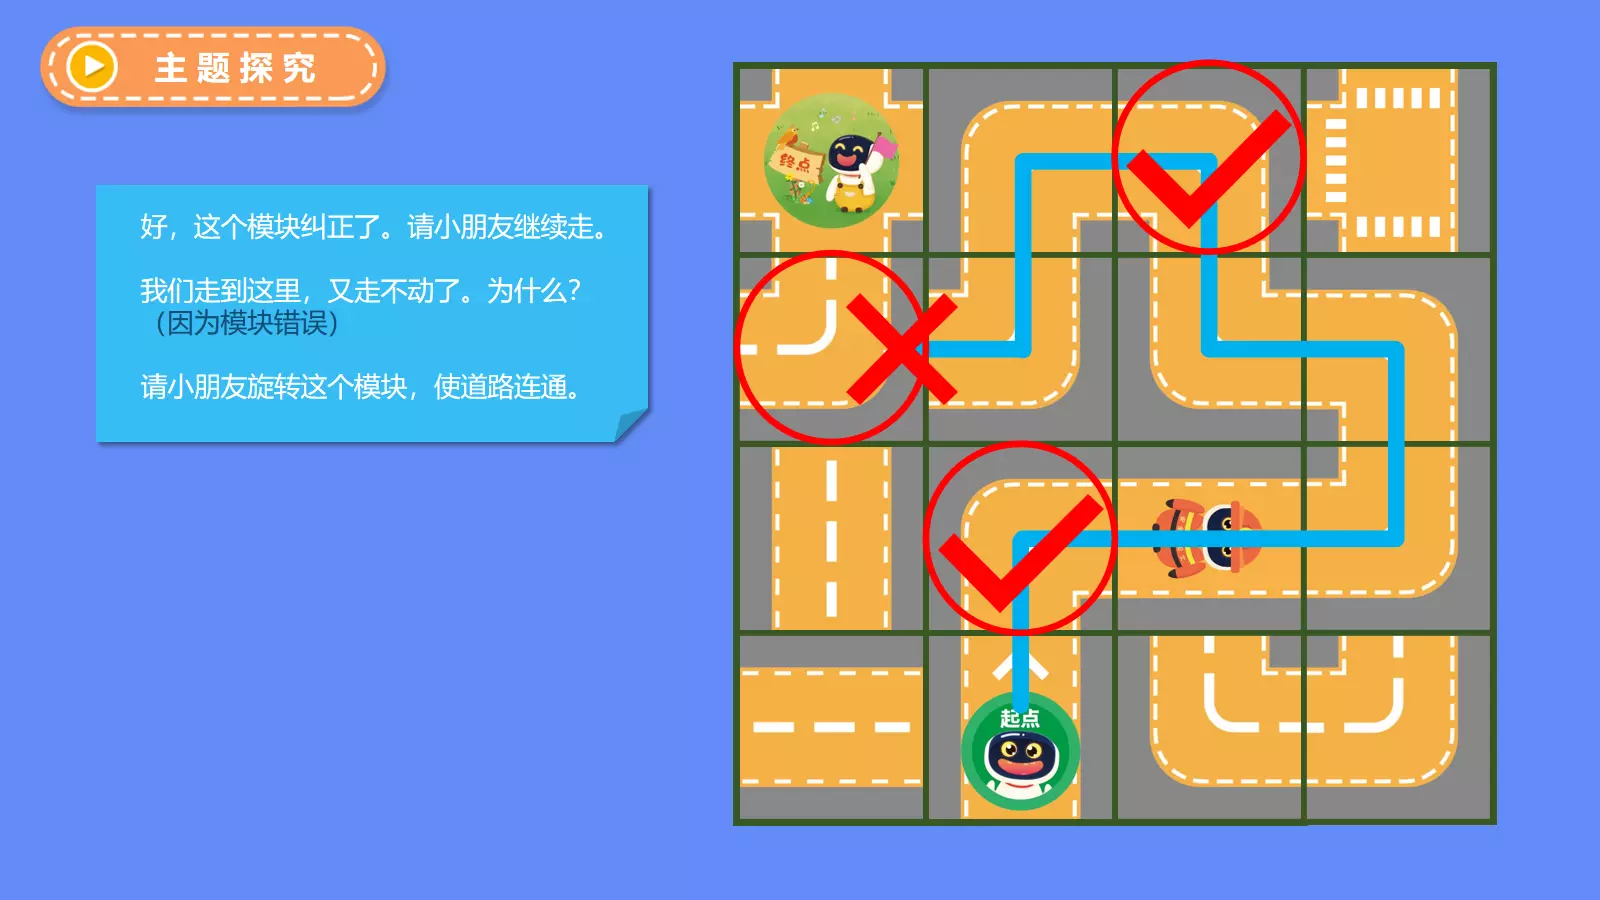 主题探究
好，这个模块纠正了。请小朋友继续走。
我们走到这里，又走不动了。为什么？
（因为模块错误）
请小朋友旋转这个模块，使道路连通。
终点
起点